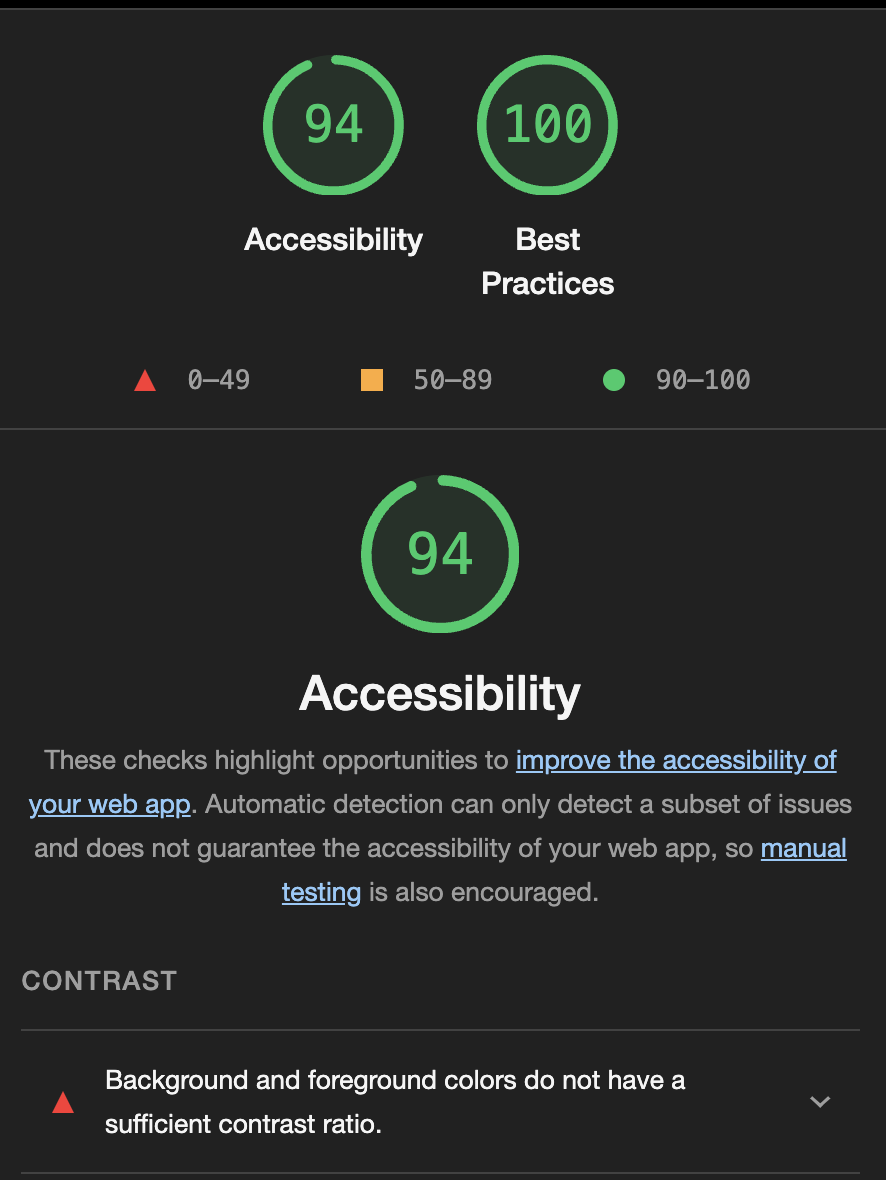 94
100
Accessibility
Best
Practices
0–49
50–89
90–100
94
Accessibility
These checks highlight opportunities to improve the accessibility of
your web app. Automatic detection can only detect a subset of issues
and does not guarantee the accessibility of your web app, so manual
testing is also encouraged.
CONTRAST
Background and foreground colors do not have a
sufficient contrast ratio.